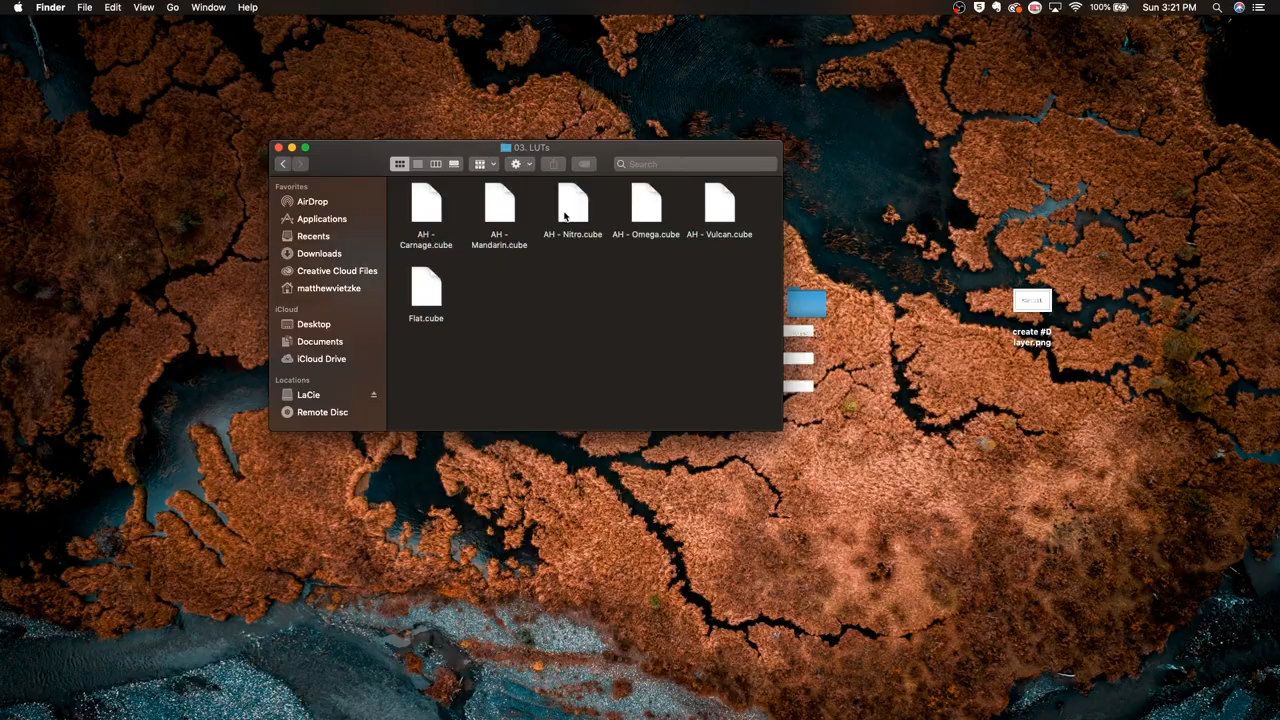 Finder File Edit View Go Window Help
100% Sun 3:21 PM
03. LUTs
Search
Favorites
AirDrop
Applications
Recents
Downloads
Creative Cloud Files
matthewvietzke
iCloud
Desktop
Documents
iCloud Drive
Locations
LaCie
Remote Disc
AH -
Carnage.cube
AH -
Mandarin.cube
AH - Nitro.cube
AH - Omega.cube
AH - Vulcan.cube
Flat.cube
create #D
layer.png